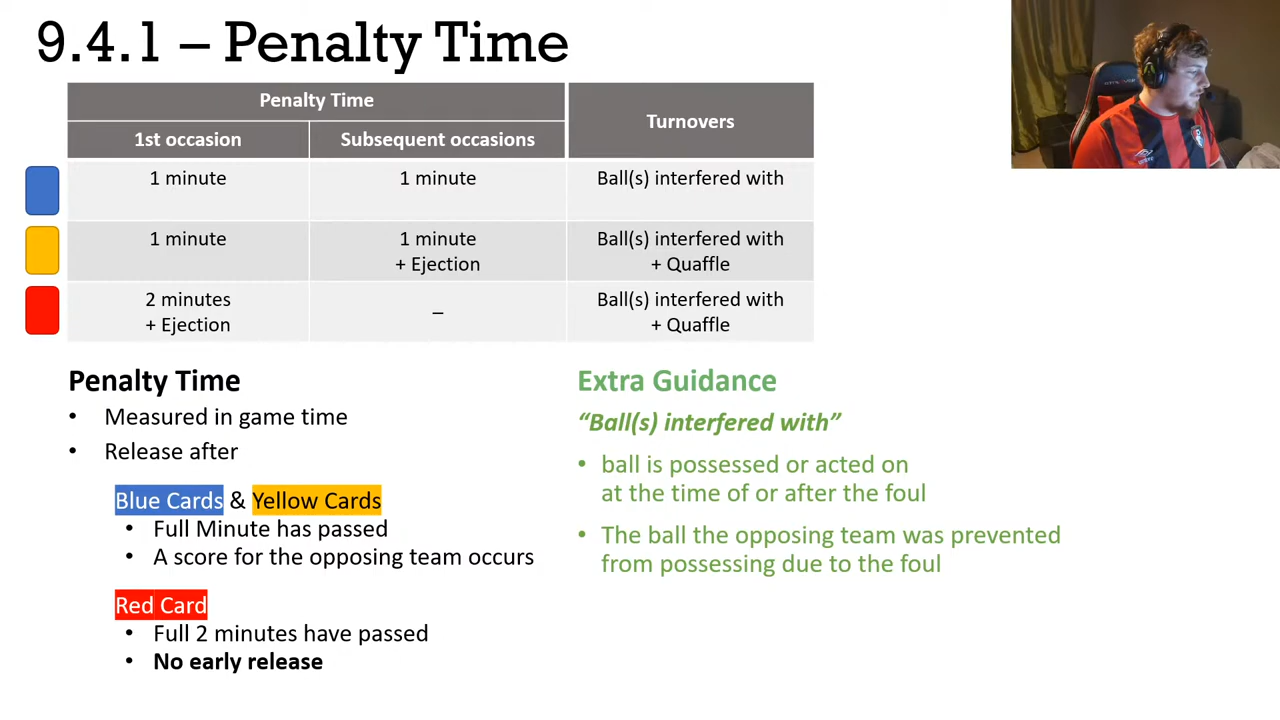 9.4.1 – Penalty Time
Penalty Time
Turnovers
1st occasion
Subsequent occasions
1 minute
1 minute
Ball(s) interfered with
1 minute
1 minute
+ Ejection
Ball(s) interfered with
+ Quaffle
2 minutes
+ Ejection
–
Ball(s) interfered with
+ Quaffle
Penalty Time
• Measured in game time
• Release after
Blue Cards & Yellow Cards
• Full Minute has passed
• A score for the opposing team occurs
Red Card
• Full 2 minutes have passed
• No early release
Extra Guidance
“Ball(s) interfered with”
• ball is possessed or acted on
at the time of or after the foul
• The ball the opposing team was prevented
from possessing due to the foul